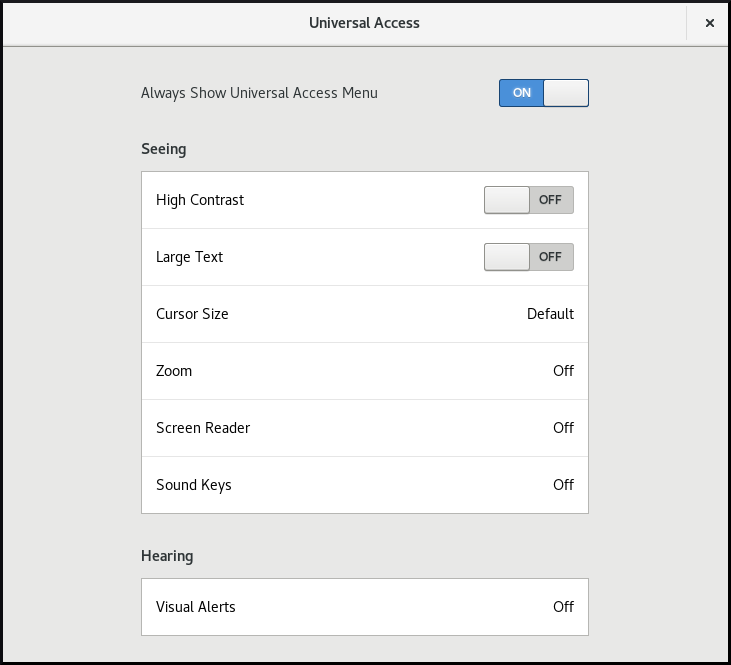 Universal Access
Always Show Universal Access Menu ON
Seeing
High Contrast OFF
Large Text OFF
Cursor Size Default
Zoom Off
Screen Reader Off
Sound Keys Off
Hearing
Visual Alerts Off